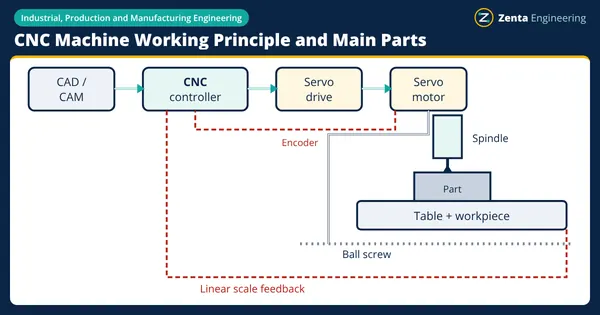 Industrial, Production and Manufacturing Engineering
Zenta Engineering
CNC Machine Working Principle and Main Parts
CAD /
CAM
CNC
controller
Servo
drive
Servo
motor
Encoder
Spindle
Part
Table + workpiece
Ball screw
Linear scale feedback